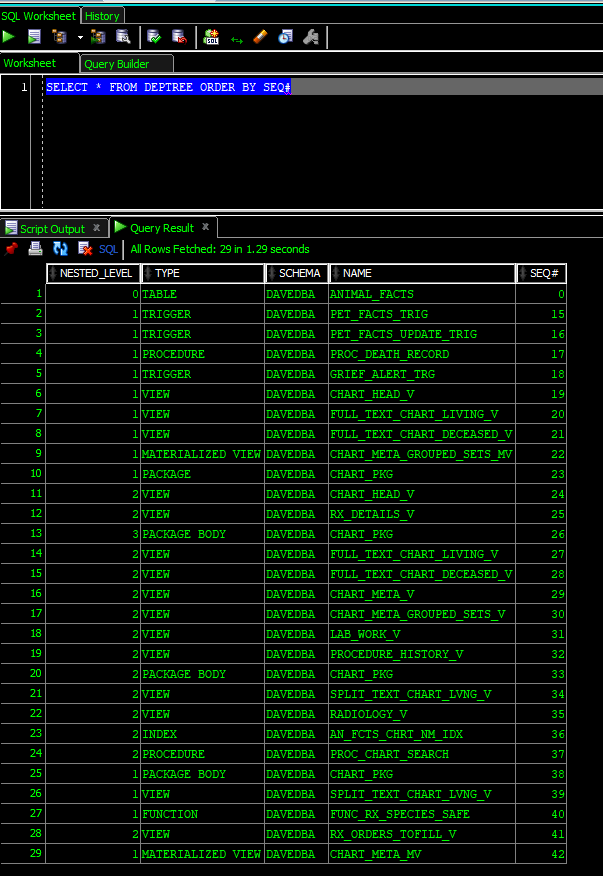 SQL Worksheet History
Worksheet Query Builder
1 SELECT * FROM DEPTREE ORDER BY SEQ#
Script Output × Query Result ×
SQL All Rows Fetched: 29 in 1.29 seconds
NESTED_LEVEL TYPE SCHEMA NAME SEQ#
1 0 TABLE DAVEDBA ANIMAL_FACTS 0
2 1 TRIGGER DAVEDBA PET_FACTS_TRIG 15
3 1 TRIGGER DAVEDBA PET_FACTS_UPDATE_TRIG 16
4 1 PROCEDURE DAVEDBA PROC_DEATH_RECORD 17
5 1 TRIGGER DAVEDBA GRIEF_ALERT_TRG 18
6 1 VIEW DAVEDBA CHART_HEAD_V 19
7 1 VIEW DAVEDBA FULL_TEXT_CHART_LIVING_V 20
8 1 VIEW DAVEDBA FULL_TEXT_CHART_DECEASED_V 21
9 1 MATERIALIZED VIEW DAVEDBA CHART_META_GROUPED_SETS_MV 22
10 1 PACKAGE DAVEDBA CHART_PKG 23
11 2 VIEW DAVEDBA CHART_HEAD_V 24
12 2 VIEW DAVEDBA RX_DETAILS_V 25
13 3 PACKAGE BODY DAVEDBA CHART_PKG 26
14 2 VIEW DAVEDBA FULL_TEXT_CHART_LIVING_V 27
15 2 VIEW DAVEDBA FULL_TEXT_CHART_DECEASED_V 28
16 2 VIEW DAVEDBA CHART_META_V 29
17 2 VIEW DAVEDBA CHART_META_GROUPED_SETS_V 30
18 2 VIEW DAVEDBA LAB_WORK_V 31
19 2 VIEW DAVEDBA PROCEDURE_HISTORY_V 32
20 2 PACKAGE BODY DAVEDBA CHART_PKG 33
21 2 VIEW DAVEDBA SPLIT_TEXT_CHART_LVNG_V 34
22 2 VIEW DAVEDBA RADIOLOGY_V 35
23 2 INDEX DAVEDBA AN_FCTS_CHRT_NM_IDX 36
24 2 PROCEDURE DAVEDBA PROC_CHART_SEARCH 37
25 1 PACKAGE BODY DAVEDBA CHART_PKG 38
26 1 VIEW DAVEDBA SPLIT_TEXT_CHART_LVNG_V 39
27 1 FUNCTION DAVEDBA FUNC_RX_SPECIES_SAFE 40
28 2 VIEW DAVEDBA RX_ORDERS_TOFILL_V 41
29 1 MATERIALIZED VIEW DAVEDBA CHART_META_MV 42